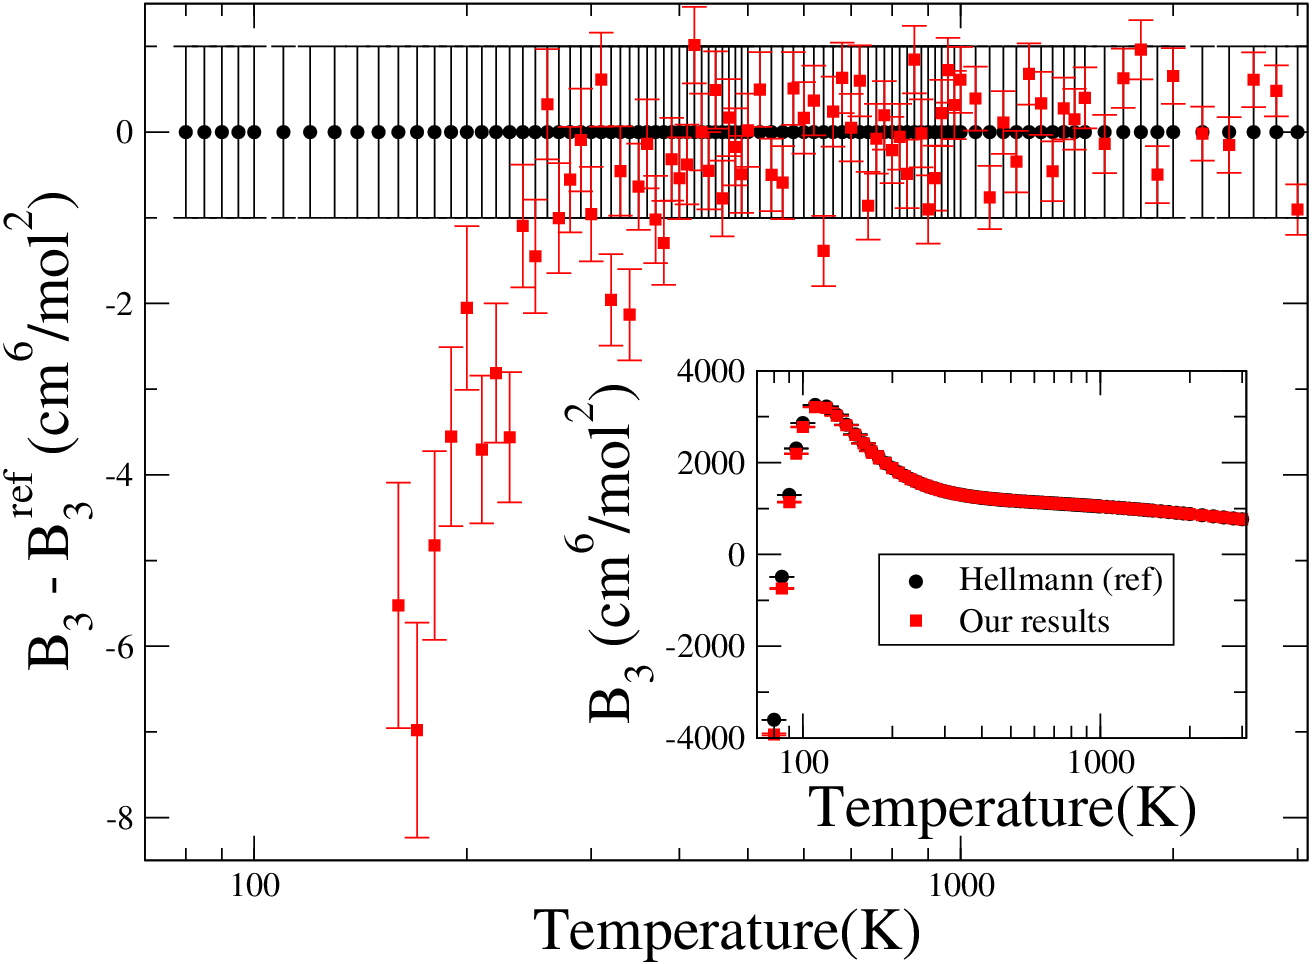 0
-2
-4
-6
-8
B₃ - B₃ʳᵉᶠ (cm⁶/mol²)
100
1000
Temperature(K)
4000
2000
0
-2000
-4000
B₃ (cm⁶/mol²)
Hellmann (ref)
Our results
100
1000
Temperature(K)